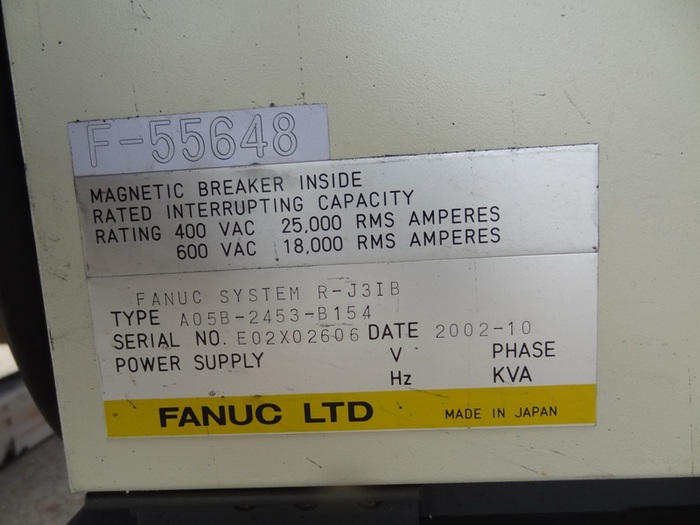 F-55648
MAGNETIC BREAKER INSIDE
RATED INTERRUPTING CAPACITY
RATING 400 VAC 25,000 RMS AMPERES
600 VAC 18,000 RMS AMPERES
FANUC SYSTEM R-J3IB
TYPE A05B-2453-B154
SERIAL NO. E02X02606 DATE 2002-10
POWER SUPPLY V PHASE
Hz KVA
FANUC LTD MADE IN JAPAN